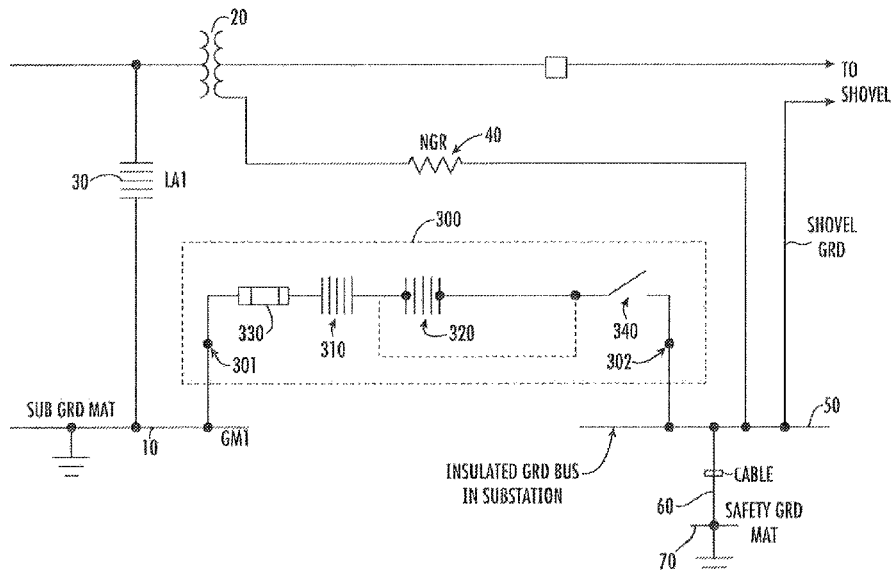 20
TO
SHOVEL
NGR
40
30
LA1
300
SHOVEL
GRD
330
310
320
340
301
302
SUB GRD MAT
10
GM1
50
INSULATED GRD BUS
IN SUBSTATION
CABLE
60
SAFETY GRD
MAT
70